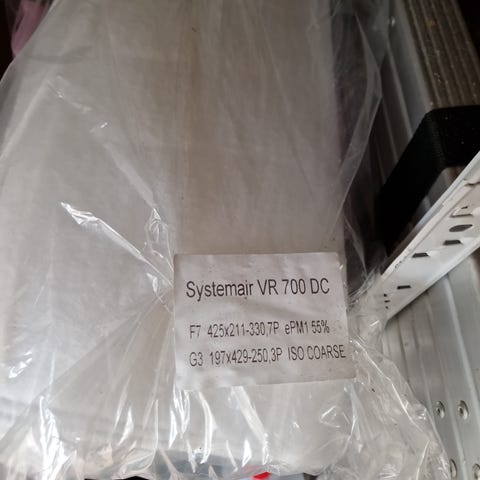 Systemair VR 700 DC
F7 425x211-330,7P ePM1 55%
G3 197x429-250,3P ISO COARSE